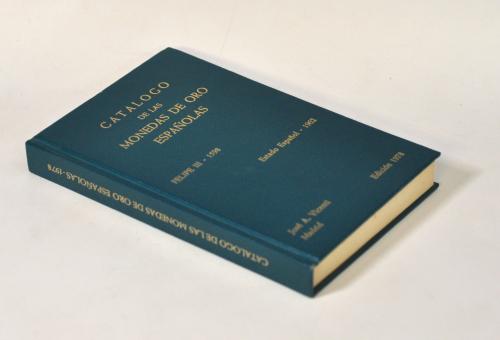 CATÁLOGO
DE LAS
MONEDAS DE ORO
ESPAÑOLAS
FELIPE III - 1598
Estado Español - 1962
José A. Vicenti
Madrid
Edición 1978
CATALOGO DE LAS MONEDAS DE ORO ESPAÑOLAS-1978